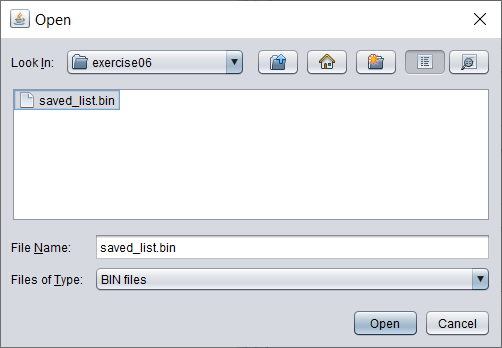 Open
Look In: exercise06
saved_list.bin
File Name: saved_list.bin
Files of Type: BIN files
Open Cancel